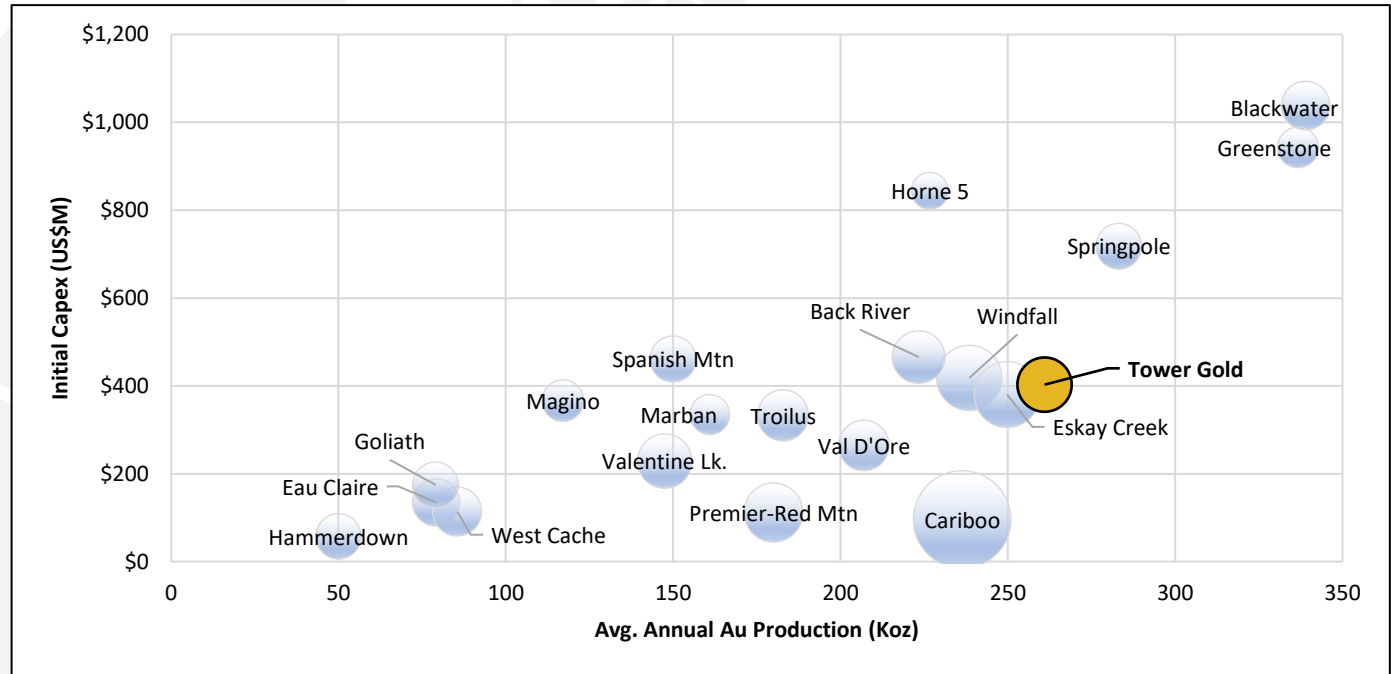 $1,200
$1,000
$800
$600
$400
$200
$0
Initial Capex (US$M)
Blackwater
Greenstone
Horne 5
Springpole
Back River
Windfall
Spanish Mtn
Tower Gold
Magino
Marban
Troilus
Eskay Creek
Goliath
Valentine Lk.
Val D'Ore
Eau Claire
Premier-Red Mtn
Cariboo
Hammerdown
West Cache
0
50
100
150
200
250
300
350
Avg. Annual Au Production (Koz)